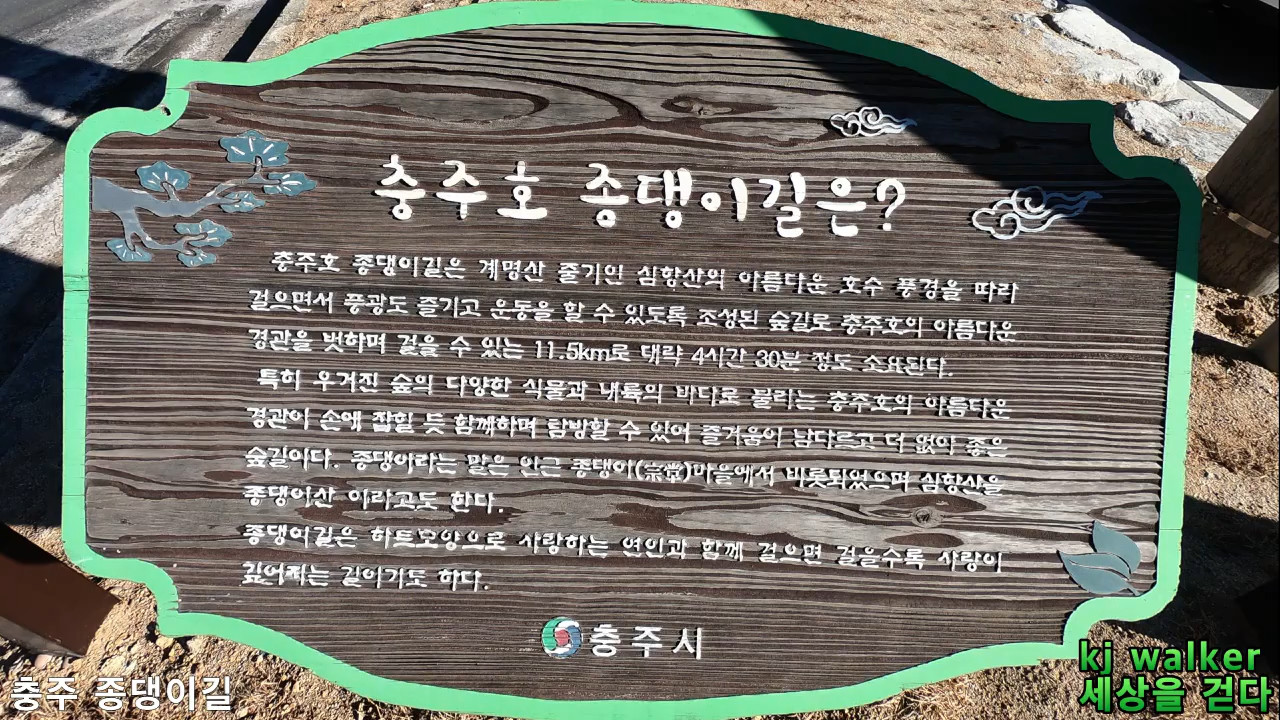 충주호 종댕이길은?
충주호 종댕이길은 계명산 줄기인 심항산의 아름다운 호수 풍경을 따라
걸으면서 풍광도 즐기고 운동을 할 수 있도록 조성된 숲길로 충주호의 아름다운
경관을 벗하며 걸을 수 있는 11.5km로 대략 4시간 30분 정도 소요된다.
특히 우거진 숲의 다양한 식물과 내륙의 바다로 불리는 충주호의 아름다운
경관이 손에 잡힐 듯 함께하며 탐방할 수 있어 즐거움이 남다르고 더 없이 좋은
숲길이다. 종댕이라는 말은 인근 종댕이(宗堂)마을에서 비롯되었으며 심항산을
종댕이산 이라고도 한다.
종댕이길은 하트모양으로 사랑하는 연인과 함께 걸으면 걸을수록 사랑이
깊어지는 길이기도 하다.
충주시
충주 종댕이길
kj walker
세상을 걷다